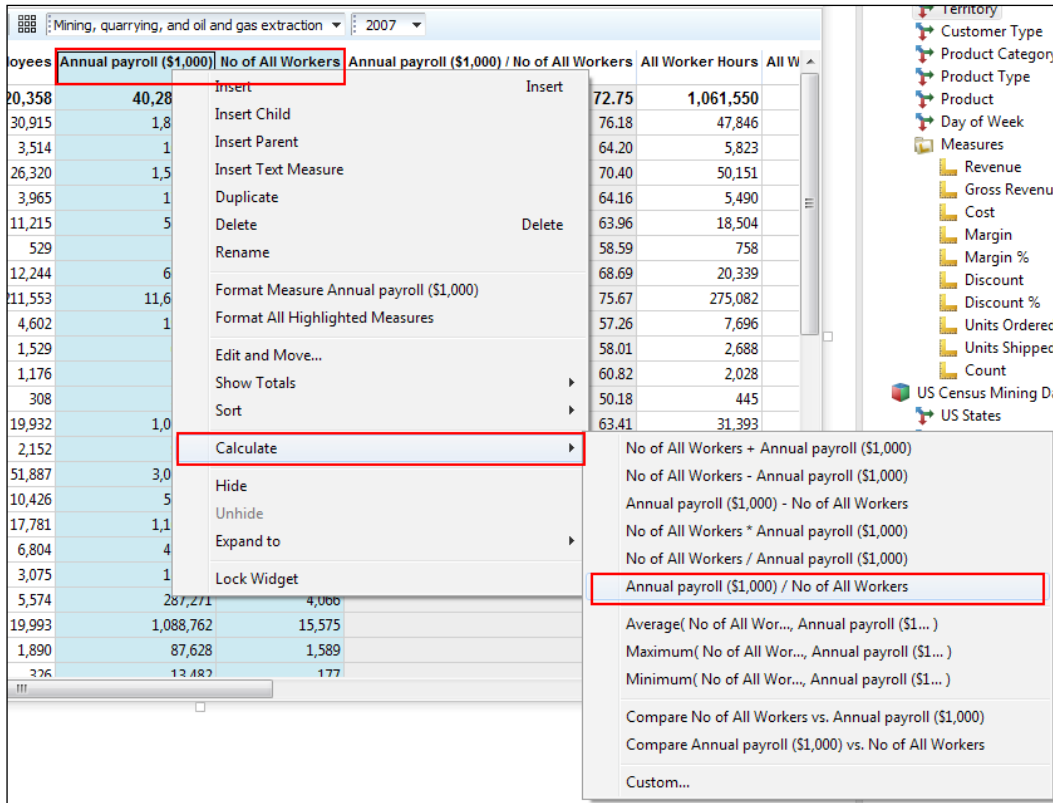 Mining, quarrying, and oil and gas extraction 2007
loyees Annual payroll ($1,000) No of All Workers Annual payroll ($1,000) / No of All Workers All Worker Hours All W
20,358 40,28 72.75 1,061,550
30,915 1,8 76.18 47,846
3,514 1 64.20 5,823
26,320 1,5 70.40 50,151
3,965 1 64.16 5,490
11,215 5 63.96 18,504
529 58.59 758
12,244 6 68.69 20,339
211,553 11,6 75.67 275,082
4,602 1 57.26 7,696
1,529 58.01 2,688
1,176 60.82 2,028
308 50.18 445
19,932 1,0 63.41 31,393
2,152
51,887 3,0
10,426 5
17,781 1,1
6,804 4
3,075 1
5,574 287,271 4,066
19,993 1,088,762 15,575
1,890 87,628 1,589
326 13,482 177
Insert Insert
Insert Child
Insert Parent
Insert Text Measure
Duplicate
Delete Delete
Rename
Format Measure Annual payroll ($1,000)
Format All Highlighted Measures
Edit and Move...
Show Totals
Sort
Calculate
Hide
Unhide
Expand to
Lock Widget
No of All Workers + Annual payroll ($1,000)
No of All Workers - Annual payroll ($1,000)
Annual payroll ($1,000) - No of All Workers
No of All Workers * Annual payroll ($1,000)
No of All Workers / Annual payroll ($1,000)
Annual payroll ($1,000) / No of All Workers
Average( No of All Wor..., Annual payroll ($1... )
Maximum( No of All Wor..., Annual payroll ($1... )
Minimum( No of All Wor..., Annual payroll ($1... )
Compare No of All Workers vs. Annual payroll ($1,000)
Compare Annual payroll ($1,000) vs. No of All Workers
Custom...
Territory
Customer Type
Product Category
Product Type
Product
Day of Week
Measures
Revenue
Gross Revenu
Cost
Margin
Margin %
Discount
Discount %
Units Ordered
Units Shipped
Count
US Census Mining Da
US States